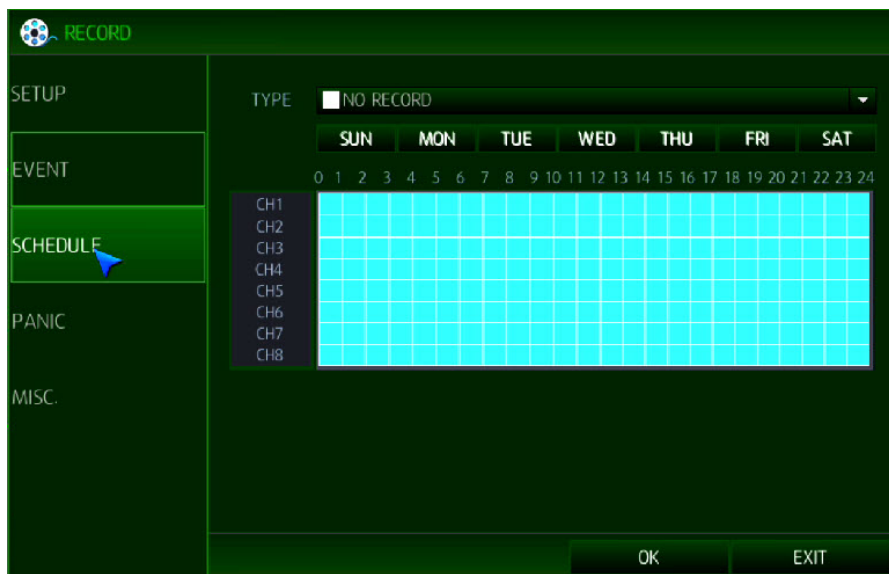 RECORD
SETUP
EVENT
SCHEDULE
PANIC
MISC.
TYPE NO RECORD
SUN MON TUE WED THU FRI SAT
0 1 2 3 4 5 6 7 8 9 10 11 12 13 14 15 16 17 18 19 20 21 22 23 24
CH1
CH2
CH3
CH4
CH5
CH6
CH7
CH8
OK EXIT